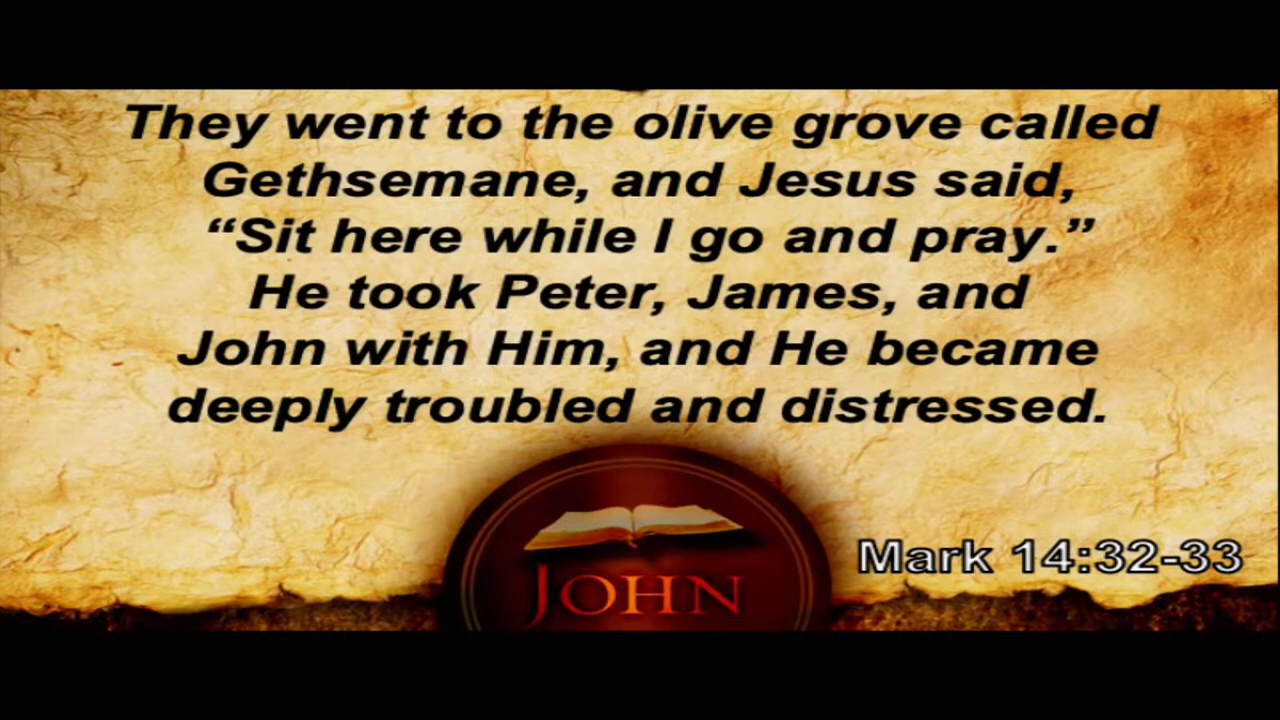 They went to the olive grove called
Gethsemane, and Jesus said,
“Sit here while I go and pray.”
He took Peter, James, and
John with Him, and He became
deeply troubled and distressed.
Mark 14:32-33
JOHN